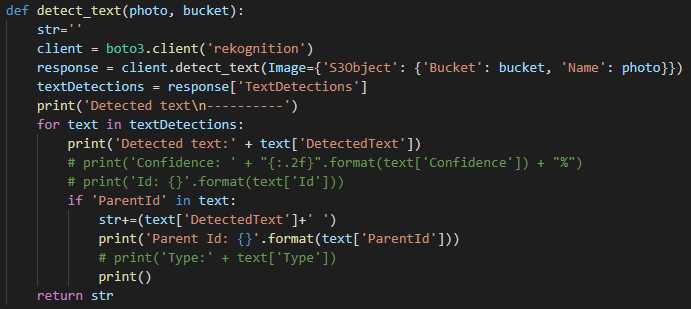 def detect_text(photo, bucket):
    str=''
    client = boto3.client('rekognition')
    response = client.detect_text(Image={'S3Object': {'Bucket': bucket, 'Name': photo}})
    textDetections = response['TextDetections']
    print('Detected text\n----------')
    for text in textDetections:
        print('Detected text:' + text['DetectedText'])
        # print('Confidence: ' + "{:.2f}".format(text['Confidence']) + "%")
        # print('Id: {}'.format(text['Id']))
        if 'ParentId' in text:
            str+=(text['DetectedText']+' ')
            print('Parent Id: {}'.format(text['ParentId']))
            # print('Type:' + text['Type'])
            print()
    return str